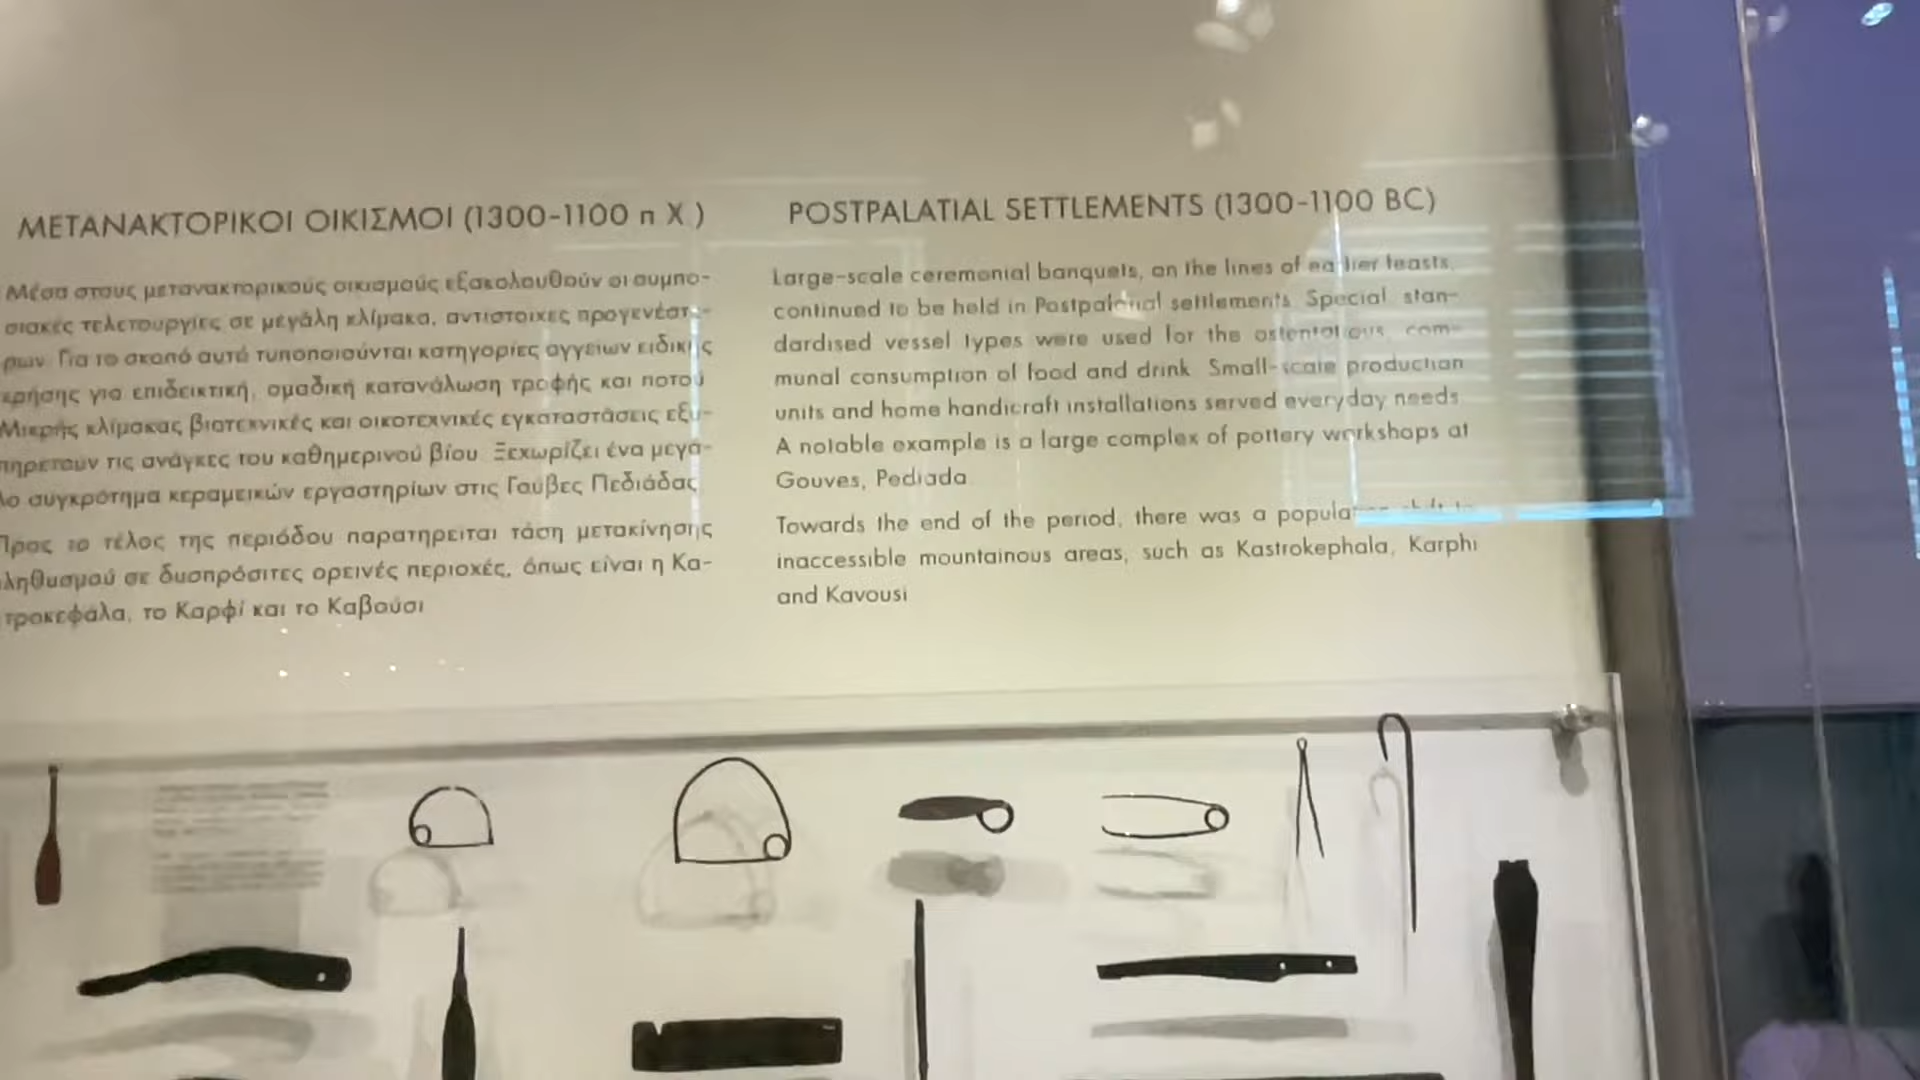 ΜΕΤΑΝΑΚΤΟΡΙΚΟΙ ΟΙΚΙΣΜΟΙ (1300-1100 π Χ )
Μέσα στους μετανακτορικούς οικισμούς εξακολουθούν οι συμπο-
σιακές τελετουργίες σε μεγάλη κλίμακα, αντίστοιχες προγενέστε-
ρων. Για το σκοπό αυτό τυποποιούνται κατηγορίες αγγείων ειδικής
χρήσης για επιδεικτική, ομαδική κατανάλωση τροφής και ποτού
Μικρής κλίμακας βιοτεχνικές και οικοτεχνικές εγκαταστάσεις εξυ-
πηρετούν τις ανάγκες του καθημερινού βίου Ξεχωρίζει ένα μεγά-
λο συγκρότημα κεραμεικών εργαστηρίων στις Γούβες Πεδιάδας
Προς το τέλος της περιόδου παρατηρείται τάση μετακίνησης
πληθυσμού σε δυσπρόσιτες ορεινές περιοχές, όπως είναι η Κα-
τροκεφάλα, το Καρφί και το Καβούσι
POSTPALATIAL SETTLEMENTS (1300-1100 BC)
Large-scale ceremonial banquets, on the lines of earlier feasts,
continued to be held in Postpalatial settlements Special stan-
dardised vessel types were used for the ostentatious, com-
munal consumption of food and drink Small-scale production
units and home handicraft installations served everyday needs
A notable example is a large complex of pottery workshops at
Gouves, Pediada
Towards the end of the period, there was a
inaccessible mountainous areas, such as Kastrokephala, Karphi
and Kavousi